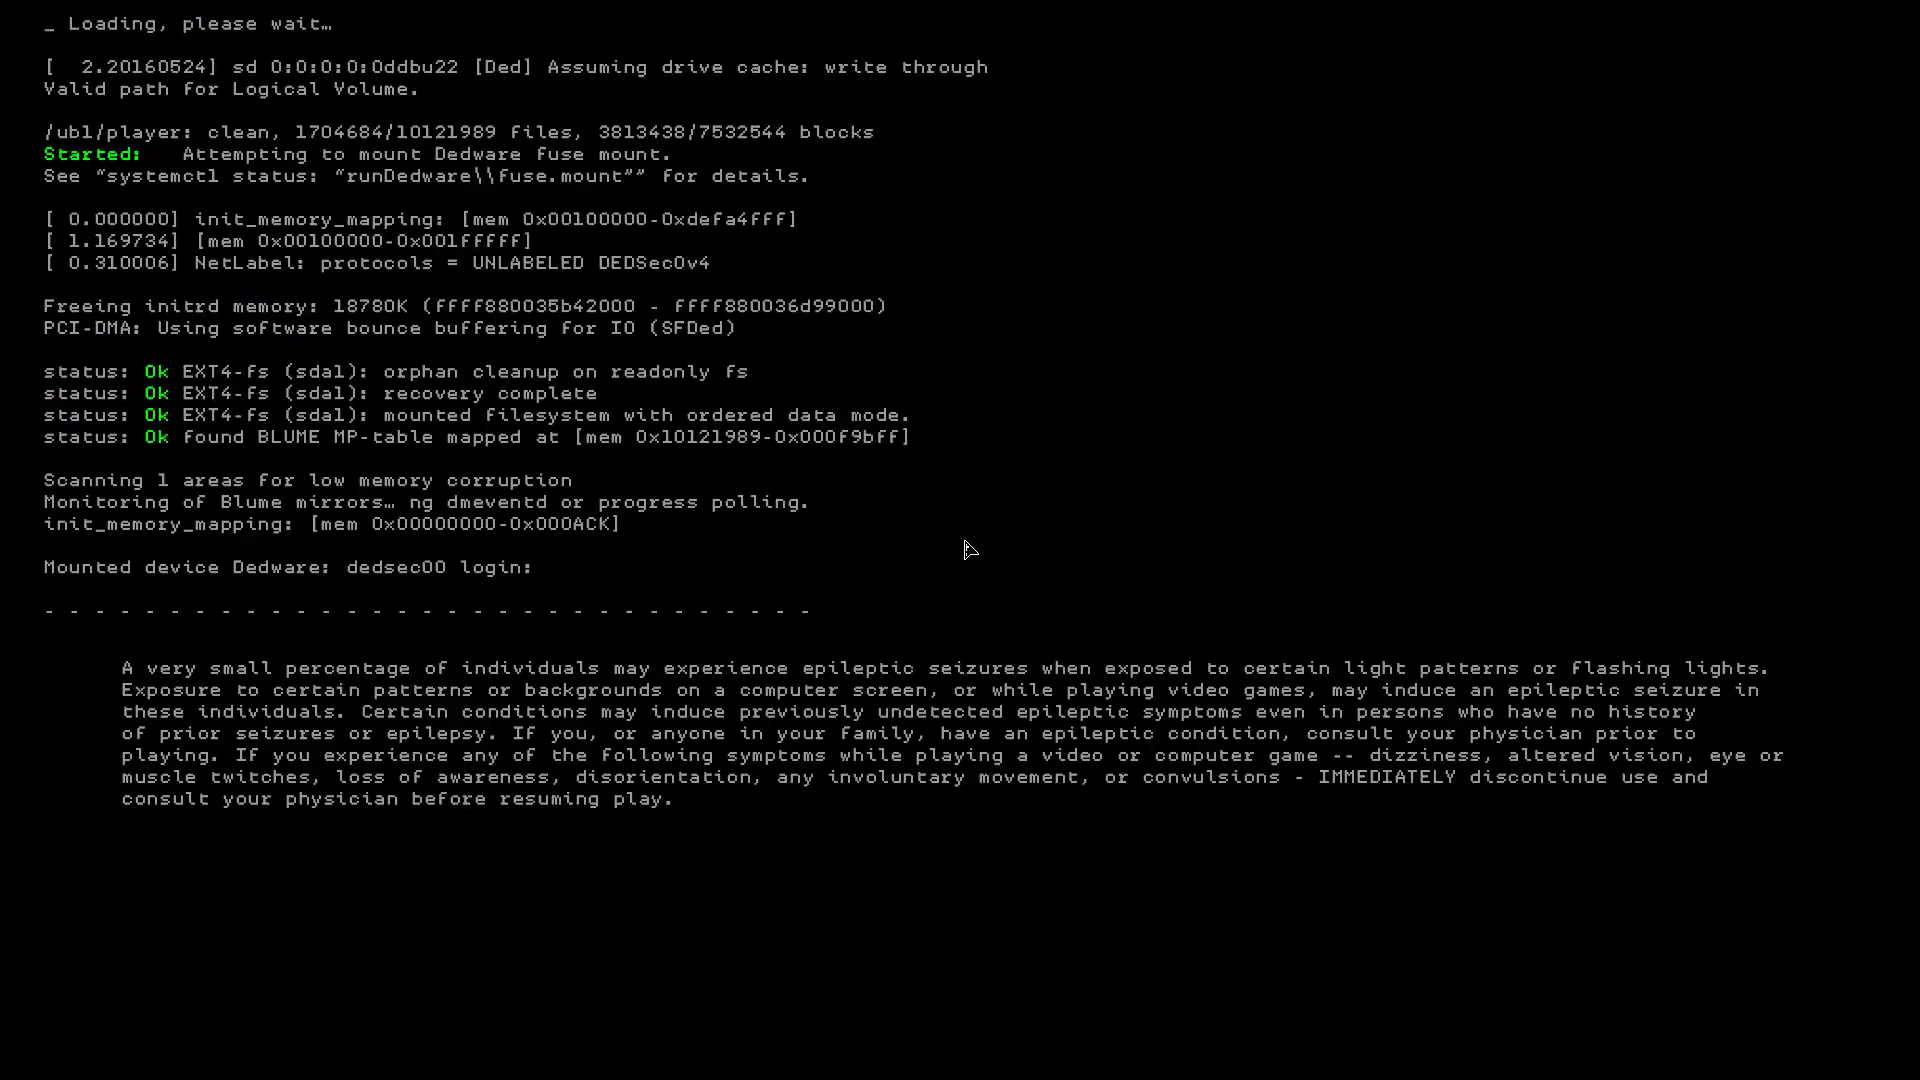 _ Loading, please wait…
[  2.20160524] sd 0:0:0:0:0ddbu22 [Ded] Assuming drive cache: write through
Valid path for Logical Volume.
/ubl/player: clean, 1704684/10121989 files, 3813438/7532544 blocks
Started:   Attempting to mount Dedware fuse mount.
See “systemctl status: “runDedware\\fuse.mount”” for details.
[ 0.000000] init_memory_mapping: [mem 0x00100000-0xdefa4fff]
[ 1.169734] [mem 0x00100000-0x001fffff]
[ 0.310006] NetLabel: protocols = UNLABELED DEDSecOv4
Freeing initrd memory: 18780K (ffff880035b42000 - ffff880036d99000)
PCI-DMA: Using software bounce buffering for IO (SFDed)
status: Ok EXT4-fs (sda1): orphan cleanup on readonly fs
status: Ok EXT4-fs (sda1): recovery complete
status: Ok EXT4-fs (sda1): mounted filesystem with ordered data mode.
status: Ok found BLUME MP-table mapped at [mem 0x10121989-0x000f9bff]
Scanning 1 areas for low memory corruption
Monitoring of Blume mirrors… ng dmeventd or progress polling.
init_memory_mapping: [mem 0x00000000-0x000ACK]
Mounted device Dedware: dedsec00 login:
- - - - - - - - - - - - - - - - - - - - - - - - - - - - - - -
A very small percentage of individuals may experience epileptic seizures when exposed to certain light patterns or flashing lights.
Exposure to certain patterns or backgrounds on a computer screen, or while playing video games, may induce an epileptic seizure in
these individuals. Certain conditions may induce previously undetected epileptic symptoms even in persons who have no history
of prior seizures or epilepsy. If you, or anyone in your family, have an epileptic condition, consult your physician prior to
playing. If you experience any of the following symptoms while playing a video or computer game -- dizziness, altered vision, eye or
muscle twitches, loss of awareness, disorientation, any involuntary movement, or convulsions - IMMEDIATELY discontinue use and
consult your physician before resuming play.